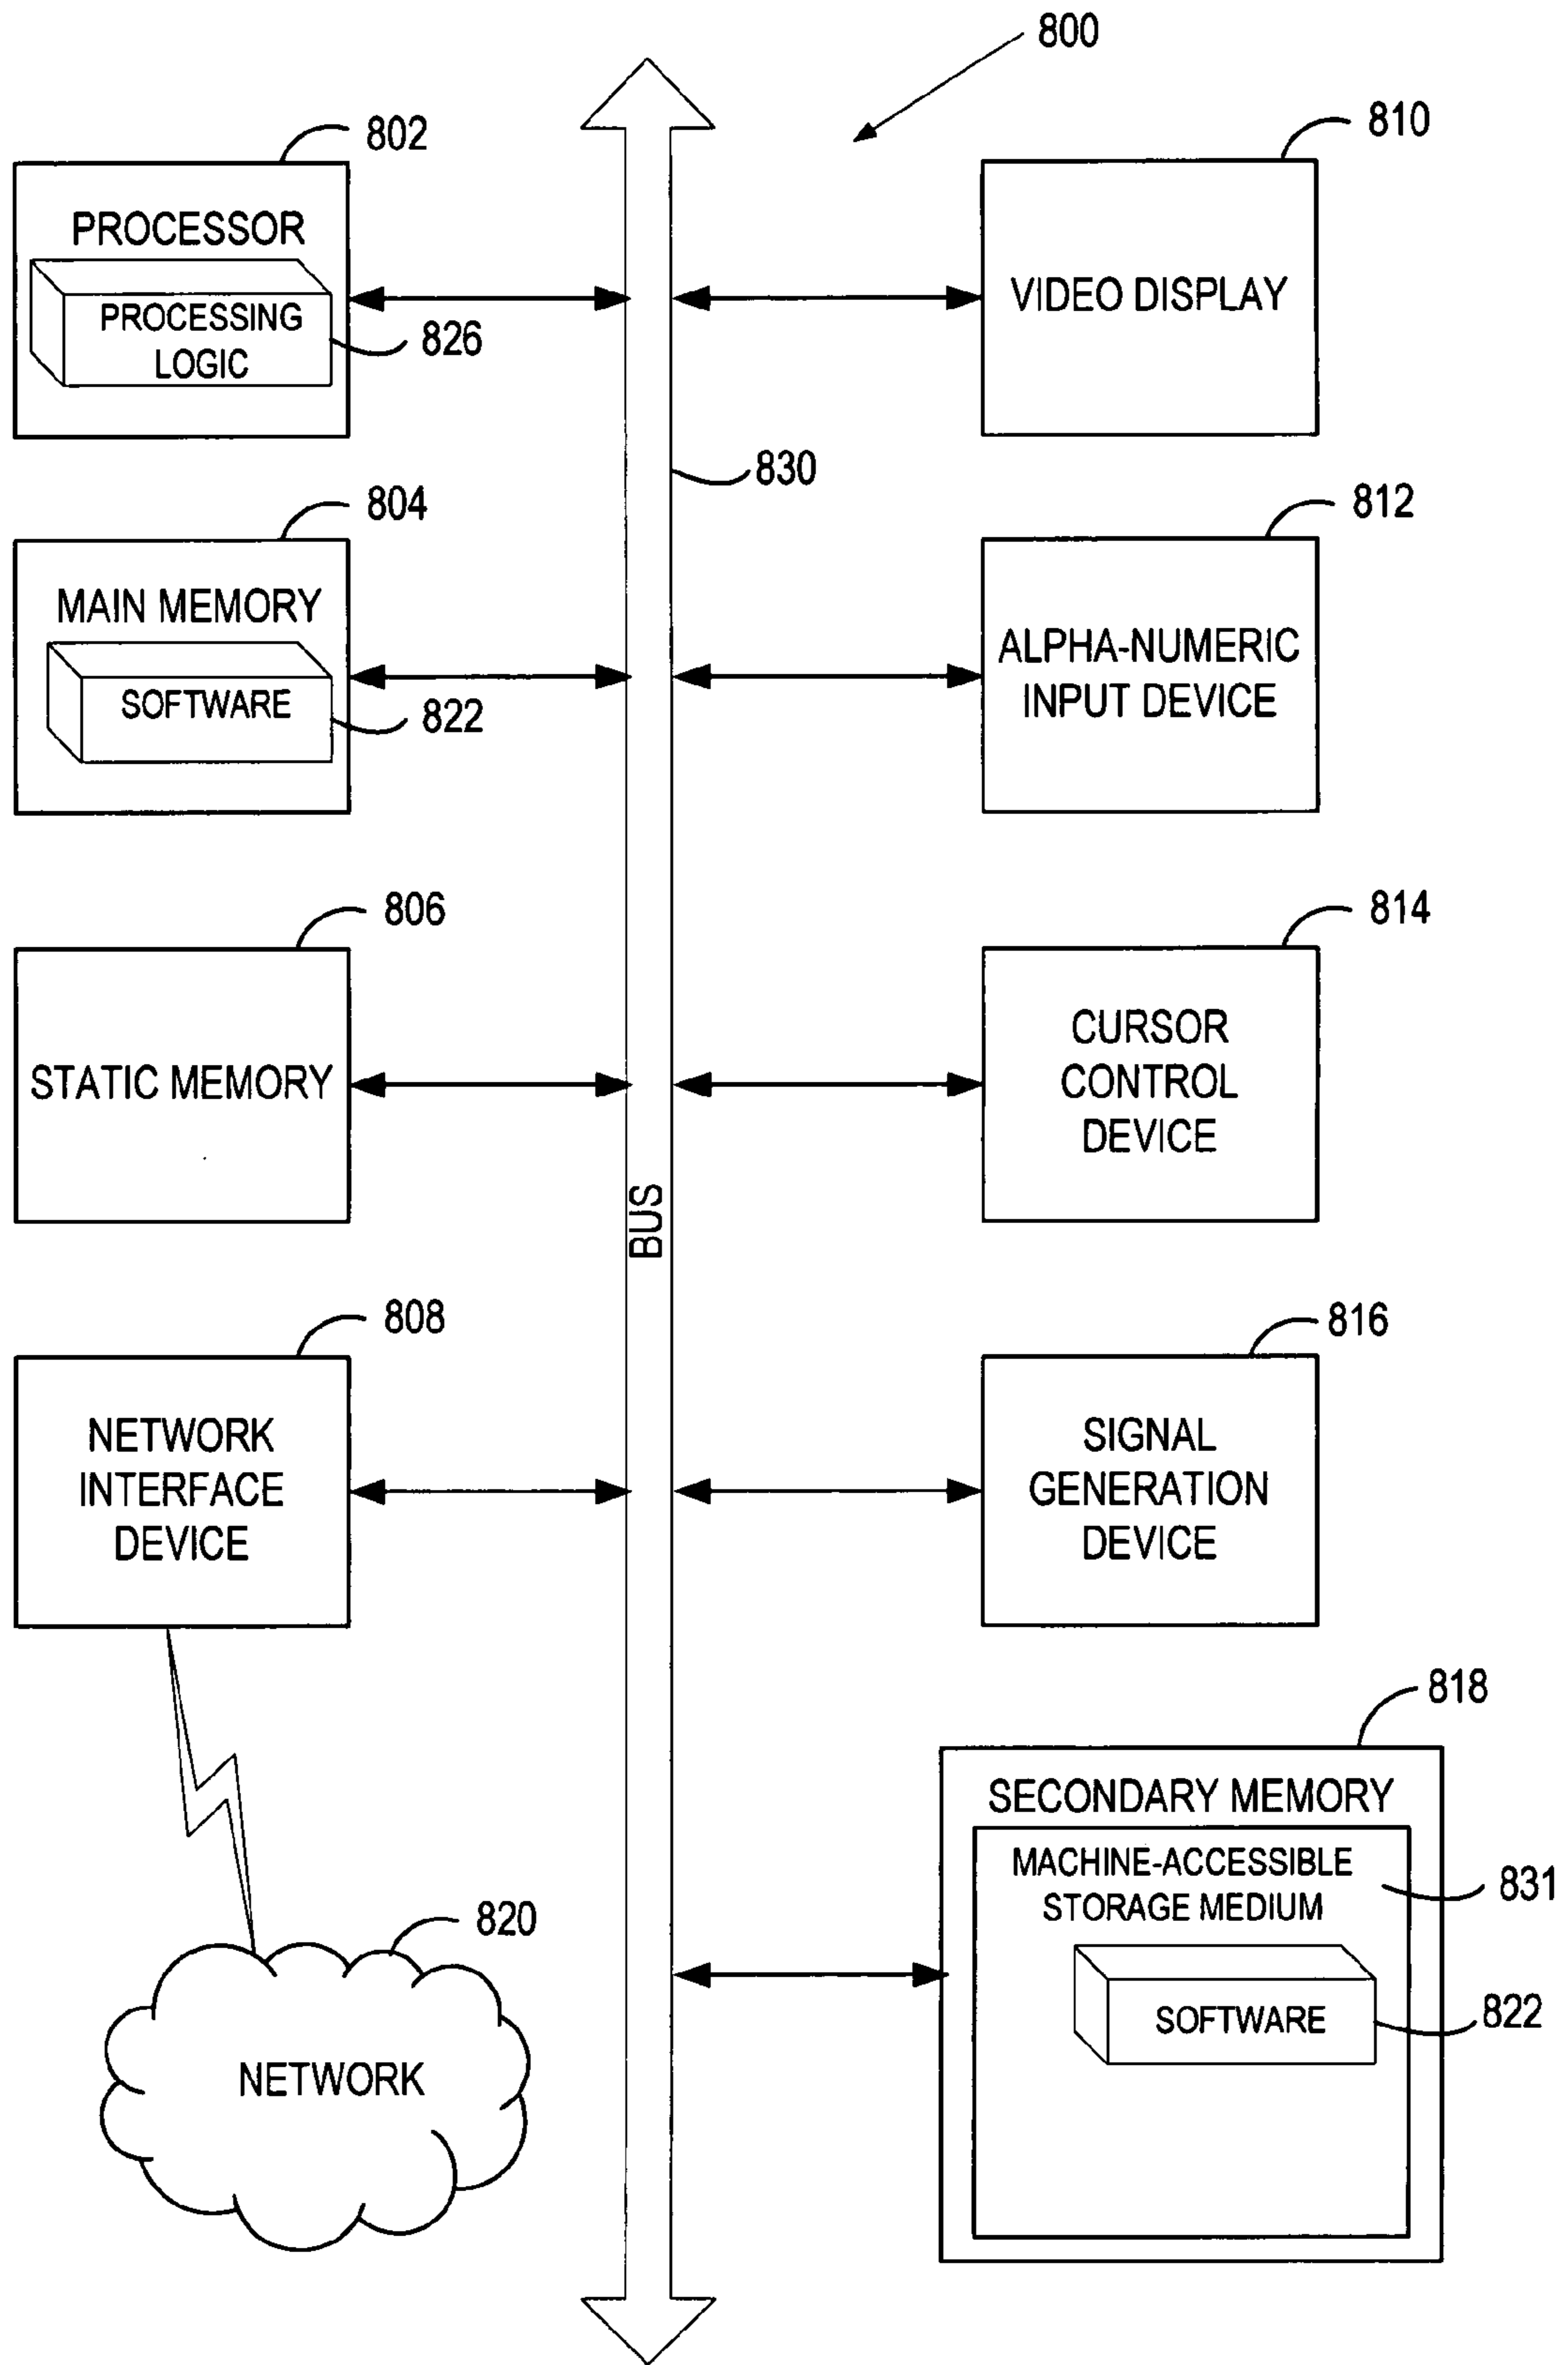 800
802
PROCESSOR
PROCESSING
LOGIC
826
810
VIDEO DISPLAY
830
804
MAIN MEMORY
SOFTWARE
822
812
ALPHA-NUMERIC
INPUT DEVICE
806
STATIC MEMORY
814
CURSOR
CONTROL
DEVICE
BUS
808
NETWORK
INTERFACE
DEVICE
816
SIGNAL
GENERATION
DEVICE
818
SECONDARY MEMORY
MACHINE-ACCESSIBLE
STORAGE MEDIUM
831
SOFTWARE
822
820
NETWORK